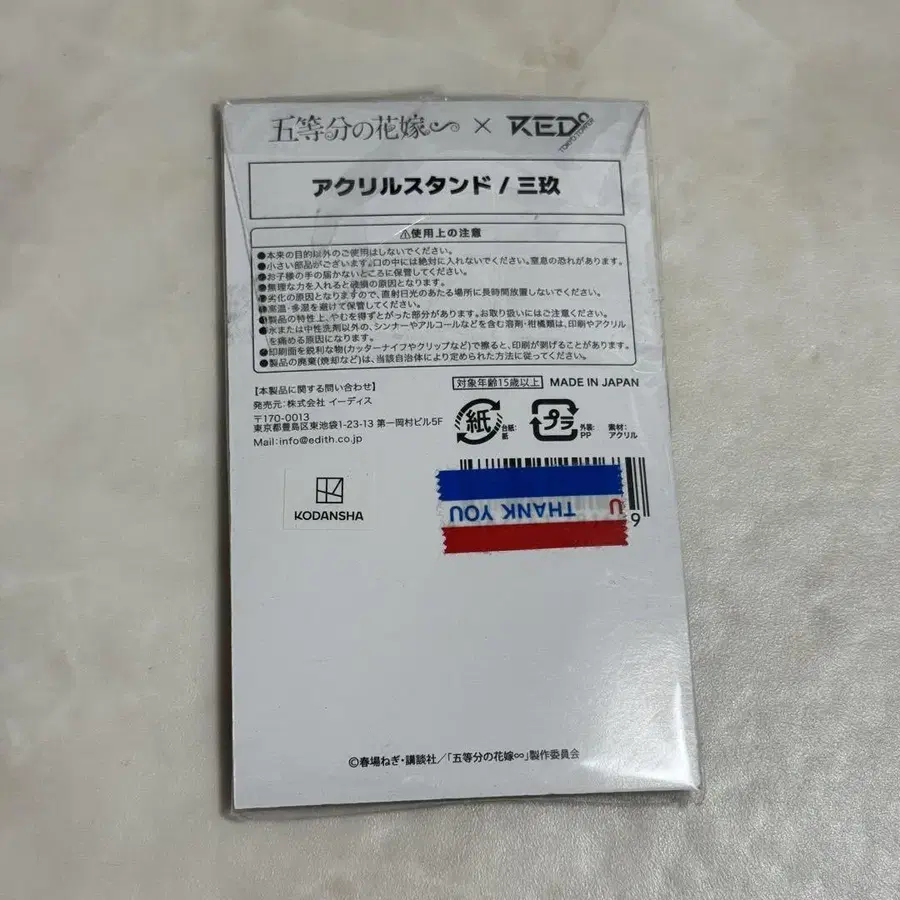 五等分の花嫁∽ × RED°
TOKYO TOWER
アクリルスタンド / 三玖
⚠使用上の注意
●本来の目的以外のご使用はしないでください。
●小さい部品がございます。口の中には絶対に入れないでください。窒息の恐れがあります。
●お子様の手の届かないところに保管してください。
●無理な力を入れると破損の原因となります。
●劣化の原因となりますので、直射日光のあたる場所に長時間放置しないでください。
●高温・多湿を避けて保管してください。
●製品の特性上、やむを得ずとがった部分があります。お取り扱いにはご注意ください。
●水または中性洗剤以外の、シンナーやアルコールなどを含む溶剤・柑橘類は、印刷やアクリル
を痛める原因になります。
●印刷面を鋭利な物(カッターナイフやクリップなど)で擦ると、印刷が剥げることがあります。
●製品の廃棄(焼却など)は、当該自治体により定められた方法に従ってください。
【本製品に関する問い合わせ】
発売元:株式会社 イーディス
〒170-0013
東京都豊島区東池袋1-23-13 第一岡村ビル5F
Mail:info@edith.co.jp
対象年齢15歳以上 MADE IN JAPAN
紙 台紙:紙
プラ 外装:PP
素材:アクリル
KODANSHA
THANK YOU
U
9
©春場ねぎ・講談社/「五等分の花嫁∽」製作委員会